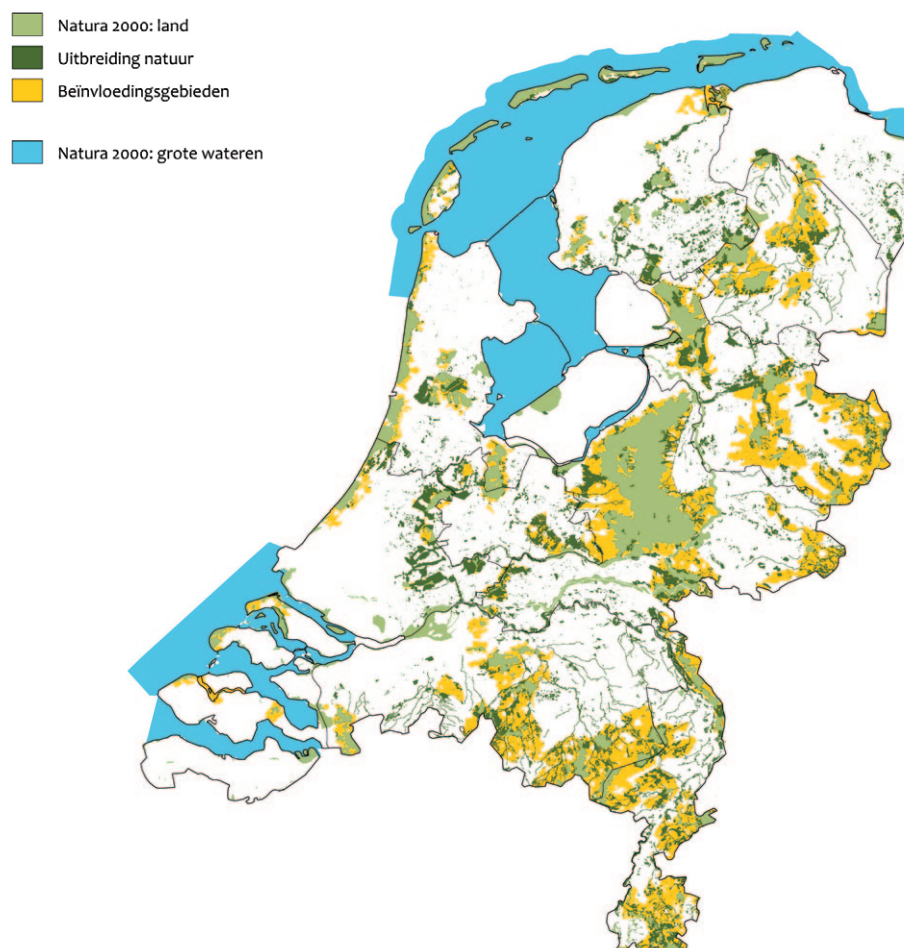 Natura 2000: land
Uitbreiding natuur
Beïnvloedingsgebieden
Natura 2000: grote wateren